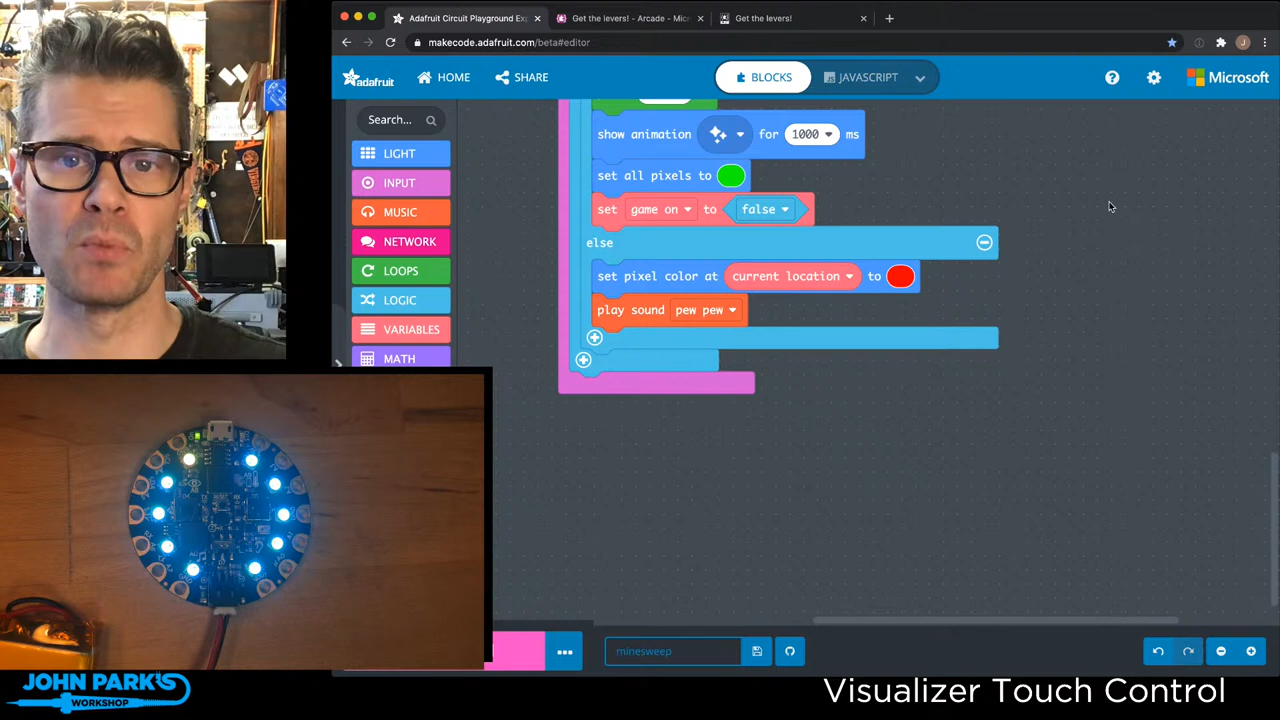 Adafruit Circuit Playground Ex
Get the levers! - Arcade - Mic
Get the levers!
makecode.adafruit.com/beta#editor
adafruit
HOME
SHARE
BLOCKS
JAVASCRIPT
Microsoft
Search...
LIGHT
INPUT
MUSIC
NETWORK
LOOPS
LOGIC
VARIABLES
MATH
show animation for 1000 ms
set all pixels to
set game on to false
else
set pixel color at current location to
play sound pew pew
minesweep
JOHN PARK'S
WORKSHOP
Visualizer Touch Control